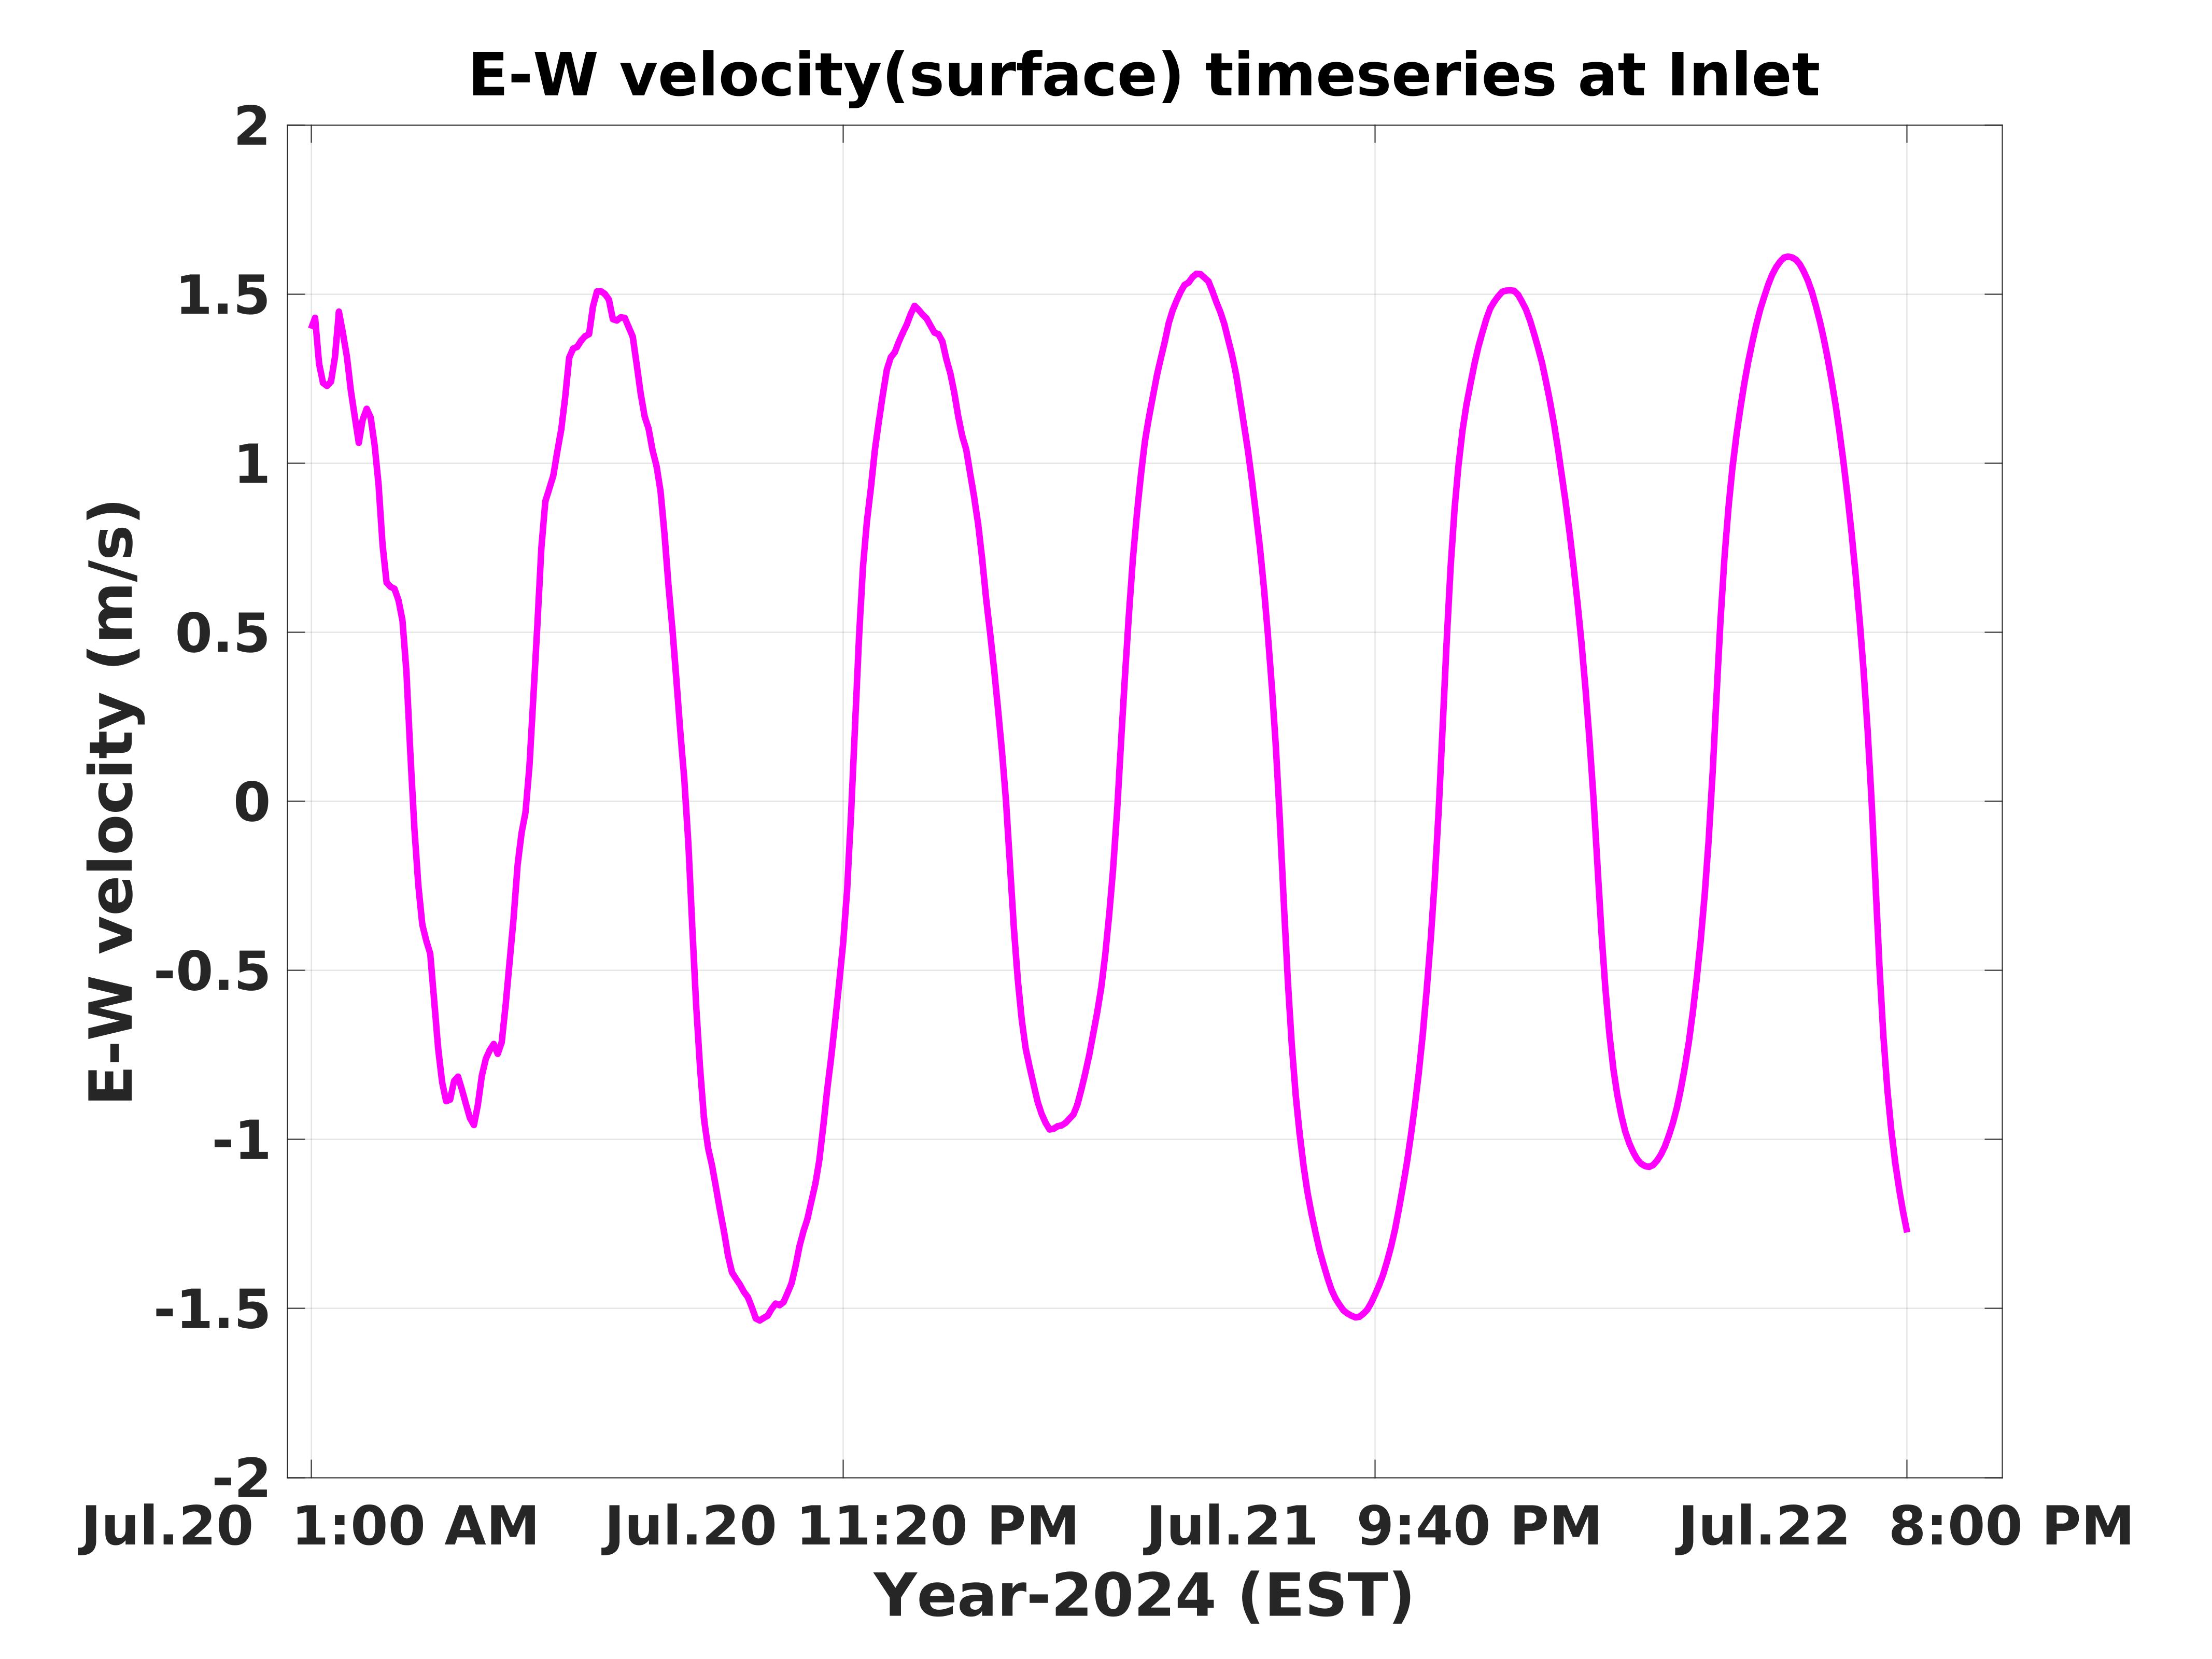 E-W velocity(surface) timeseries at Inlet
E-W velocity (m/s)
2
1.5
1
0.5
0
-0.5
-1
-1.5
-2
Jul.20 1:00 AM
Jul.20 11:20 PM
Jul.21 9:40 PM
Jul.22 8:00 PM
Year-2024 (EST)